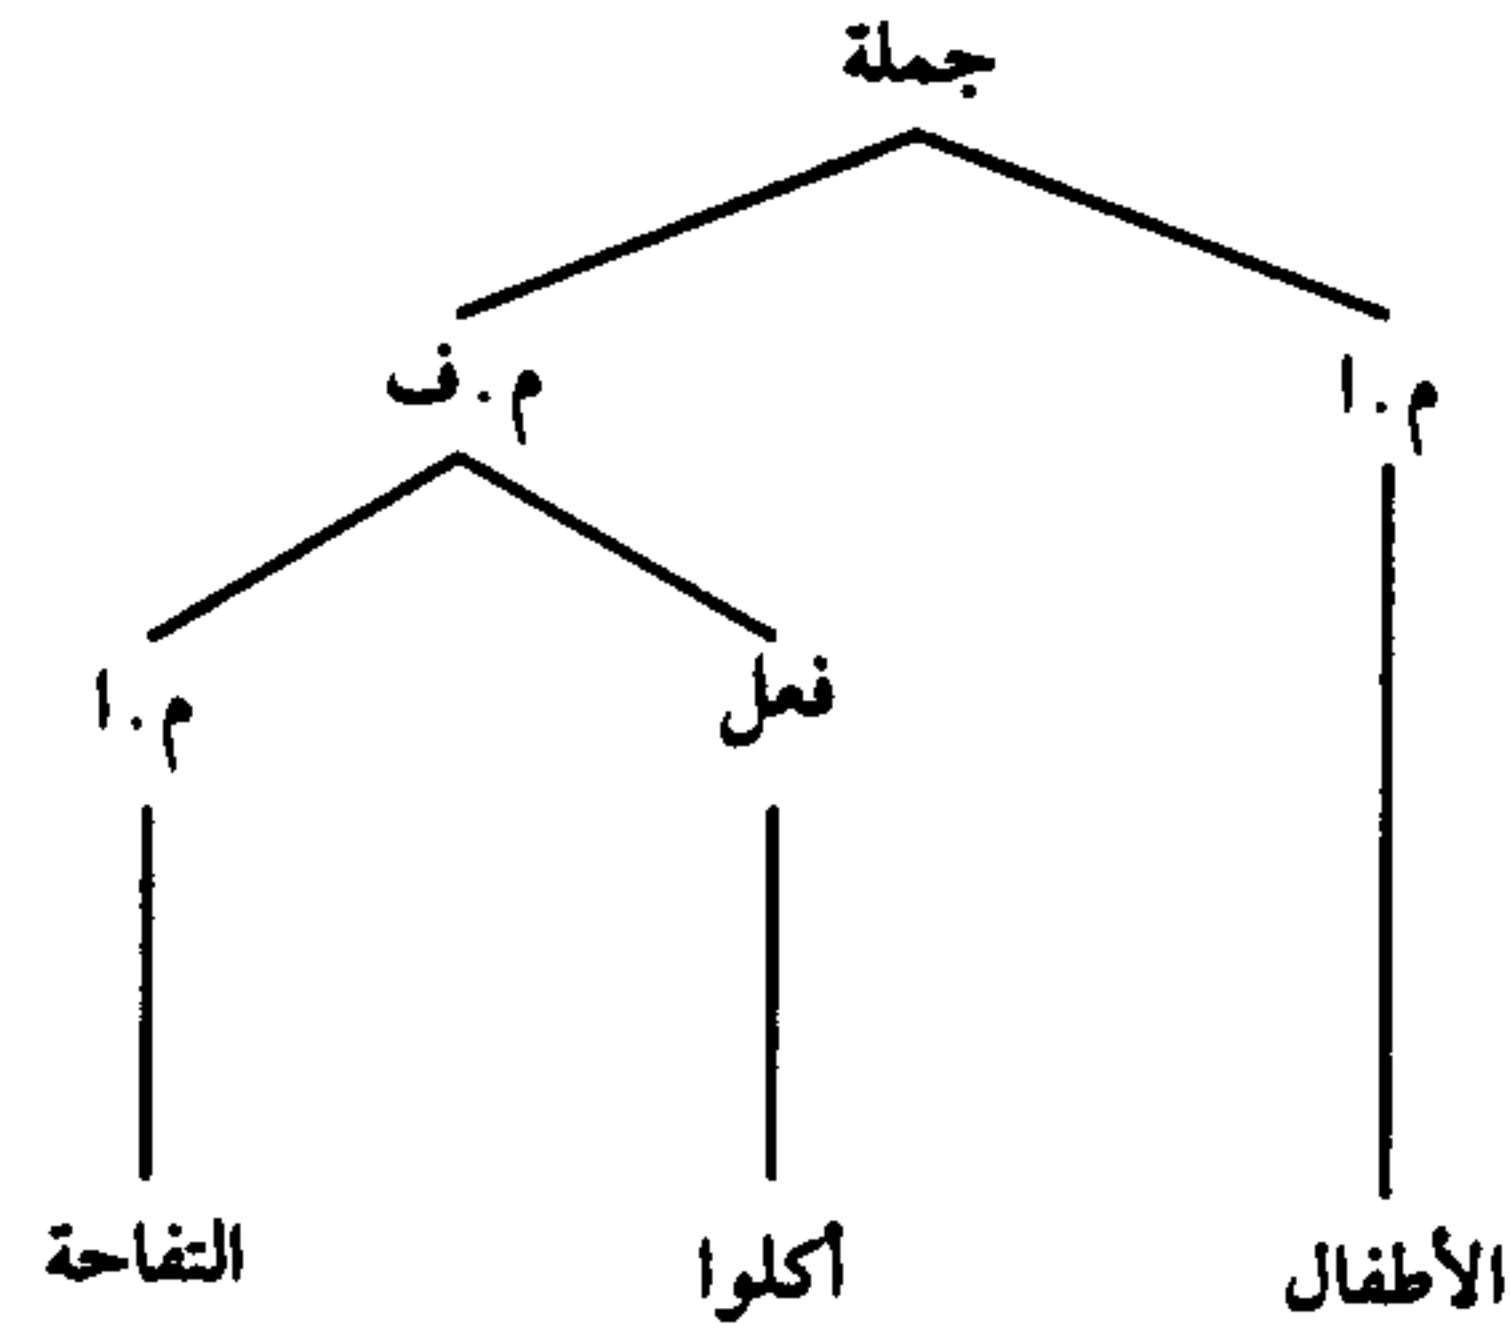 جملة
م.ا م.ف
فعل م.ا
الأطفال أكلوا التفاحة